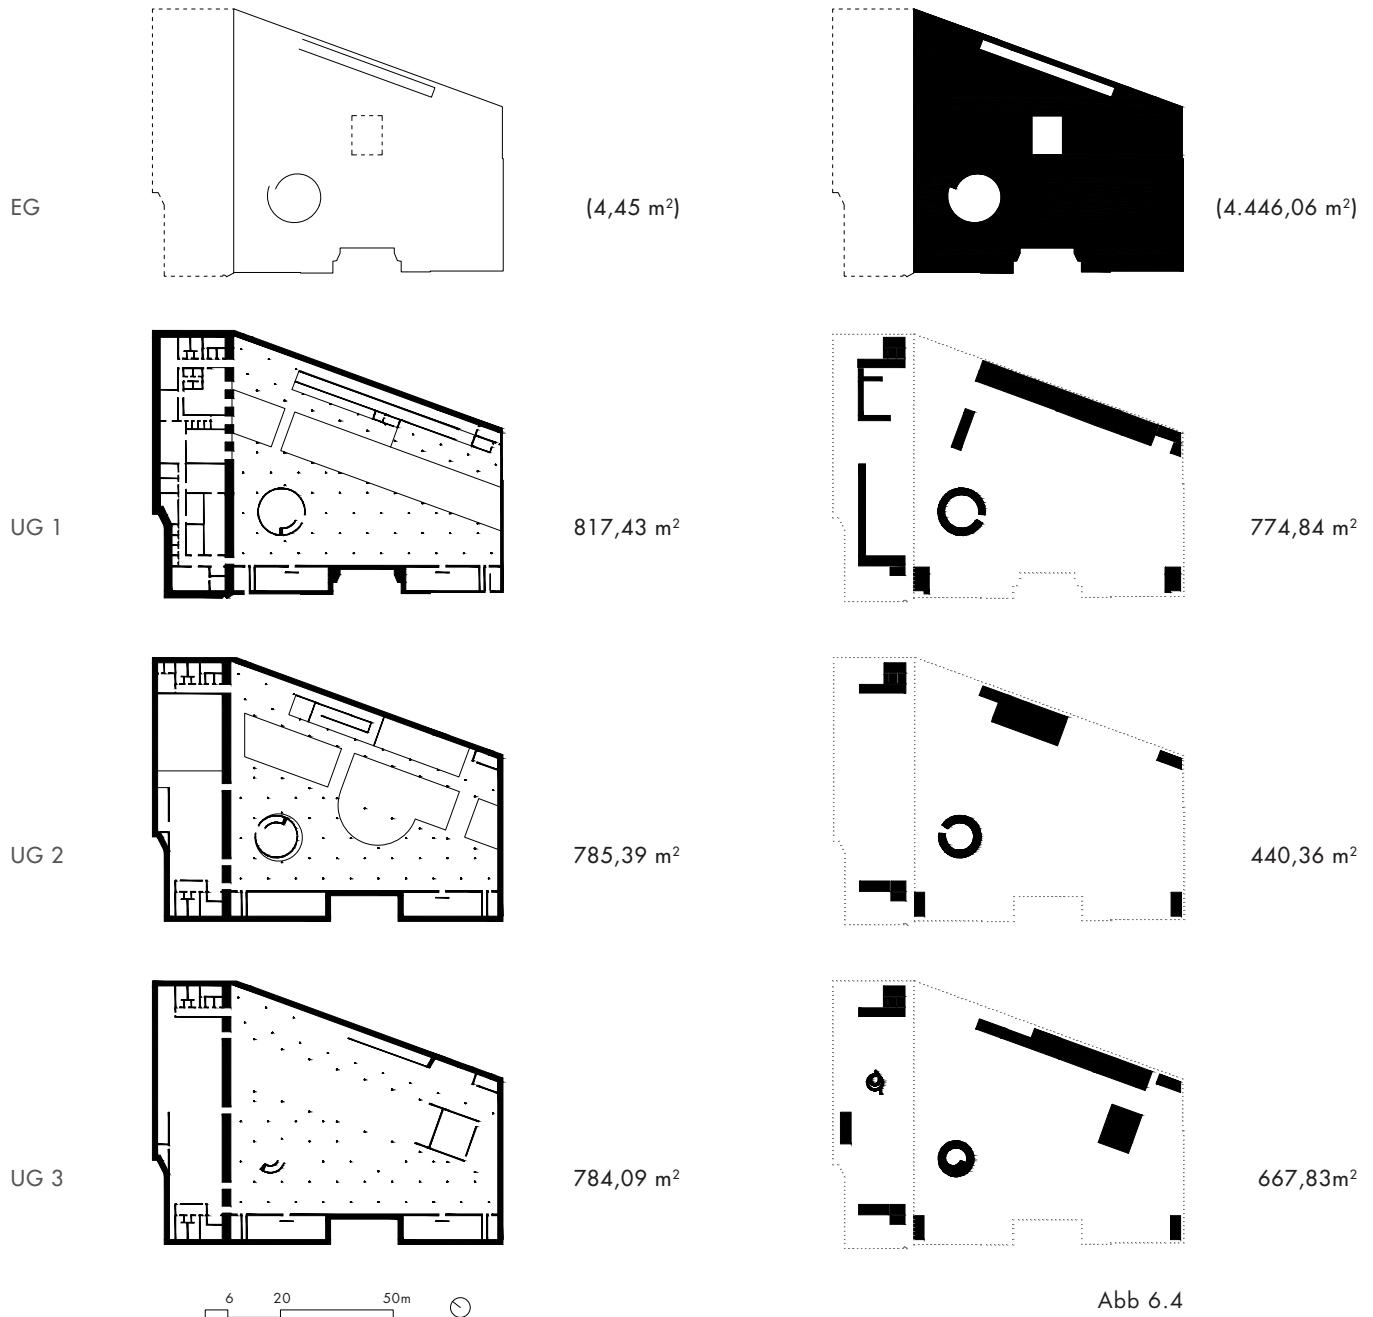 EG (4,45 m²) (4.446,06 m²)
UG 1 817,43 m² 774,84 m²
UG 2 785,39 m² 440,36 m²
UG 3 784,09 m² 667,83m²
6 20 50m
Abb 6.4